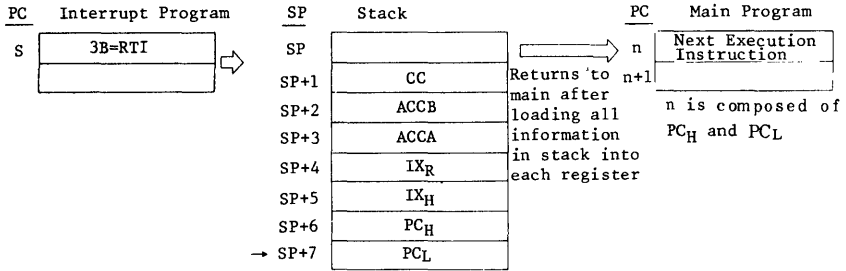 PC Interrupt Program
S 3B=RTI
SP Stack
SP
SP+1 CC
SP+2 ACCB
SP+3 ACCA
SP+4 IXR
SP+5 IXH
SP+6 PCH
→ SP+7 PCL
Returns to
main after
loading all
information
in stack into
each register
PC Main Program
n Next Execution
Instruction
n+1
n is composed of
PCH and PCL